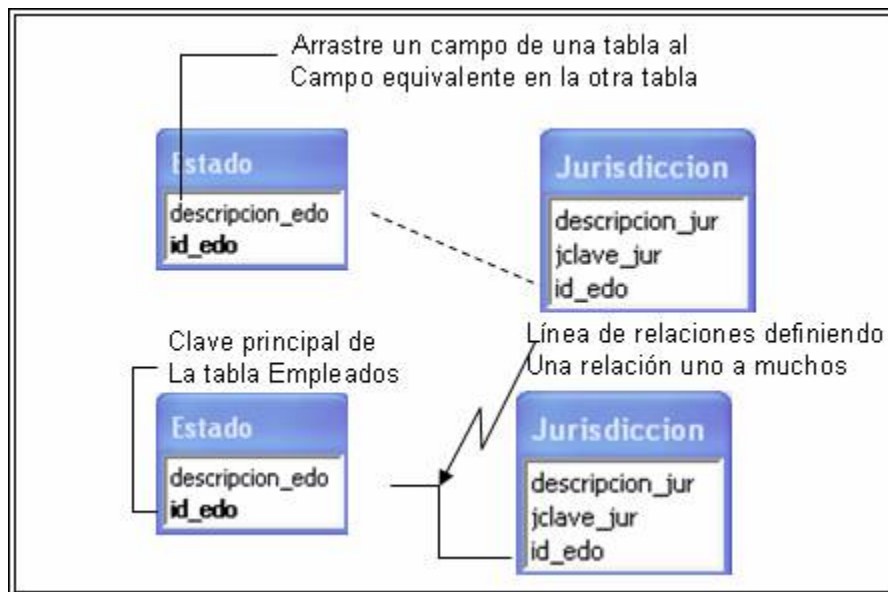 Arrastre un campo de una tabla al
Campo equivalente en la otra tabla
Estado
descripcion_edo
id_edo
Jurisdiccion
descripcion_jur
jclave_jur
id_edo
Clave principal de
La tabla Empleados
Línea de relaciones definiendo
Una relación uno a muchos
Estado
descripcion_edo
id_edo
Jurisdiccion
descripcion_jur
jclave_jur
id_edo